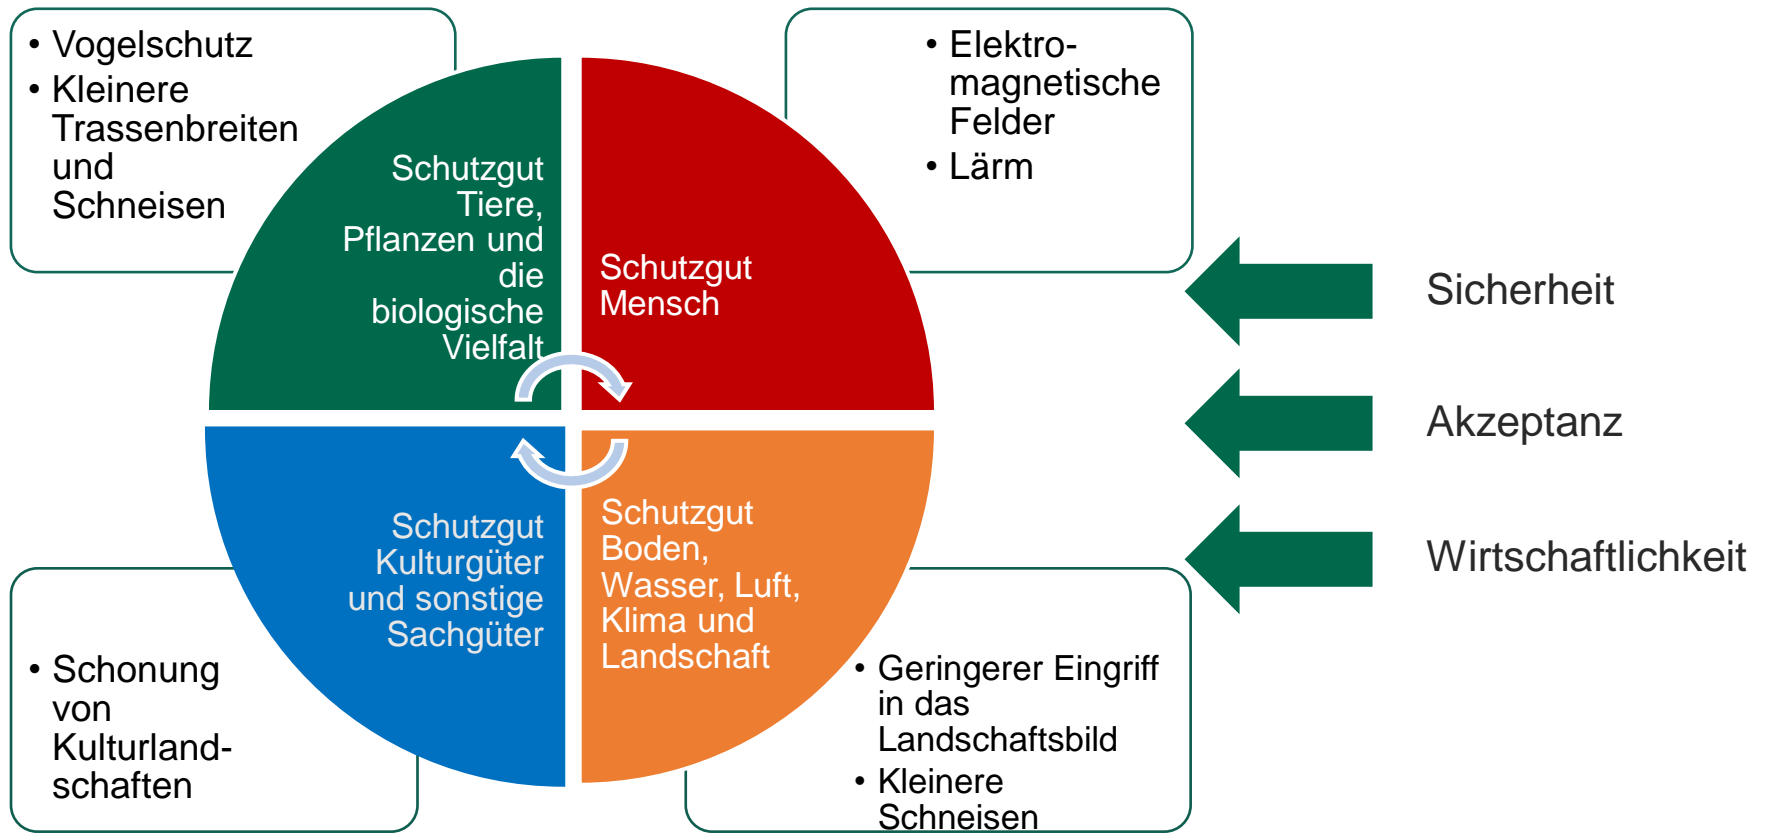 • Vogelschutz
• Kleinere
Trassenbreiten
und
Schneisen
Schutzgut
Tiere,
Pflanzen und
die
biologische
Vielfalt
• Elektro-
magnetische
Felder
• Lärm
Schutzgut
Mensch
Schutzgut
Kulturgüter
und sonstige
Sachgüter
• Schonung
von
Kulturland-
schaften
Schutzgut
Boden,
Wasser, Luft,
Klima und
Landschaft
• Geringerer Eingriff
in das
Landschaftsbild
• Kleinere
Schneisen
Sicherheit
Akzeptanz
Wirtschaftlichkeit